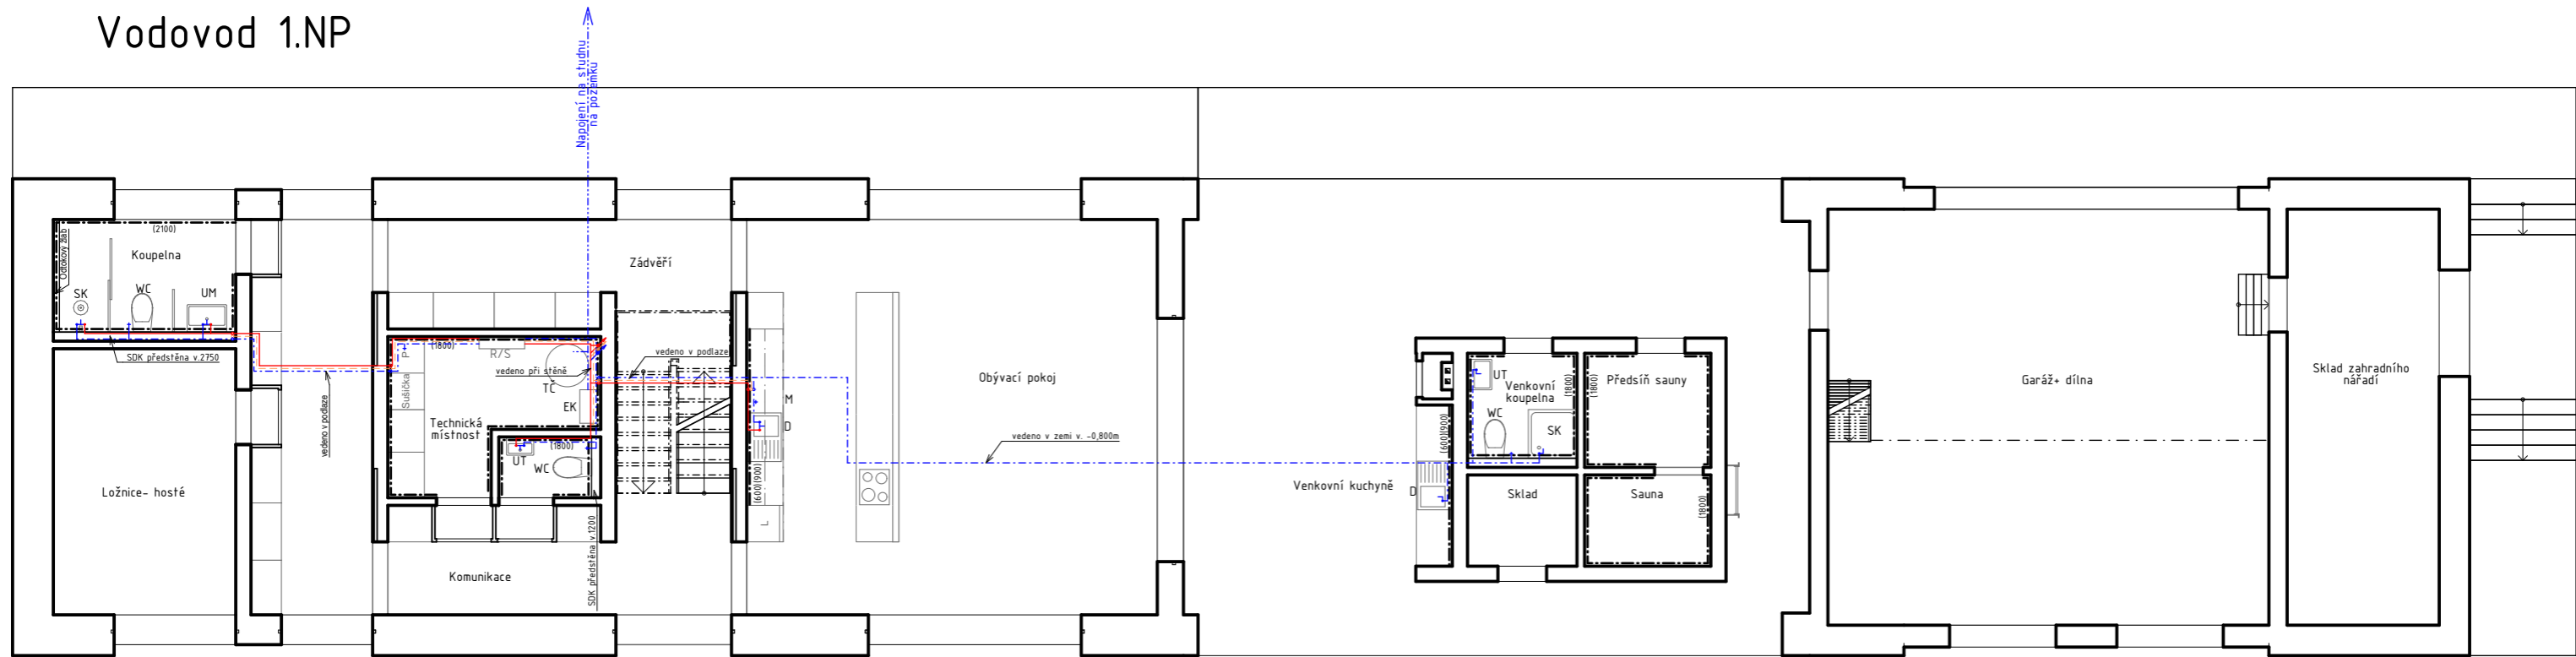 Vodovod 1.NP
Napojení na studnu
na pozemku
(2100)
Odtokový žlab
Koupelna
SK
WC
UM
SDK předstěna v.2750
vedeno v podlaze
Ložnice- hosté
Zádvěří
P
(1800)
R/S
vedeno při stěně
TČ
Sušička
EK
Technická
místnost
(1800)
UT
WC
SDK předstěna v.1200
Komunikace
vedeno v podlaze
M
D
(600)(900)
L
Obývací pokoj
vedeno v zemi v. -0,800m
Venkovní kuchyně
D
(600)(900)
UT
Venkovní
koupelna
(1800)
WC
SK
Předsíň sauny
(1800)
Sklad
Sauna
(1800)
Garáž+ dílna
Sklad zahradního
nářadí